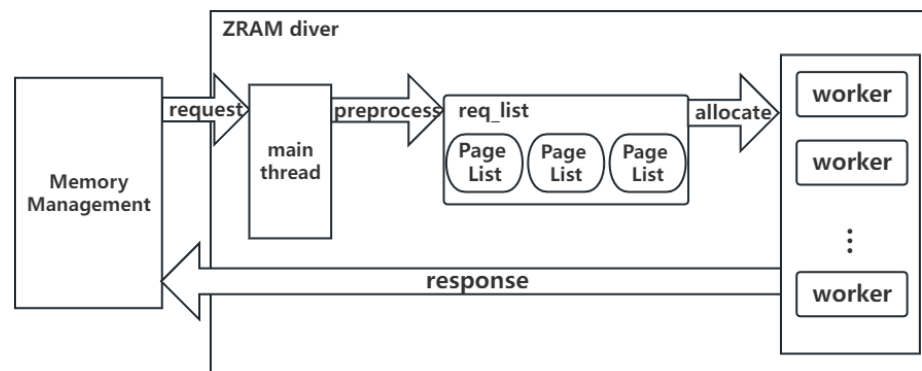 ZRAM diver
Memory
Management
request
main
thread
preprocess
req_list
Page
List
Page
List
Page
List
allocate
worker
worker
⋮
worker
response